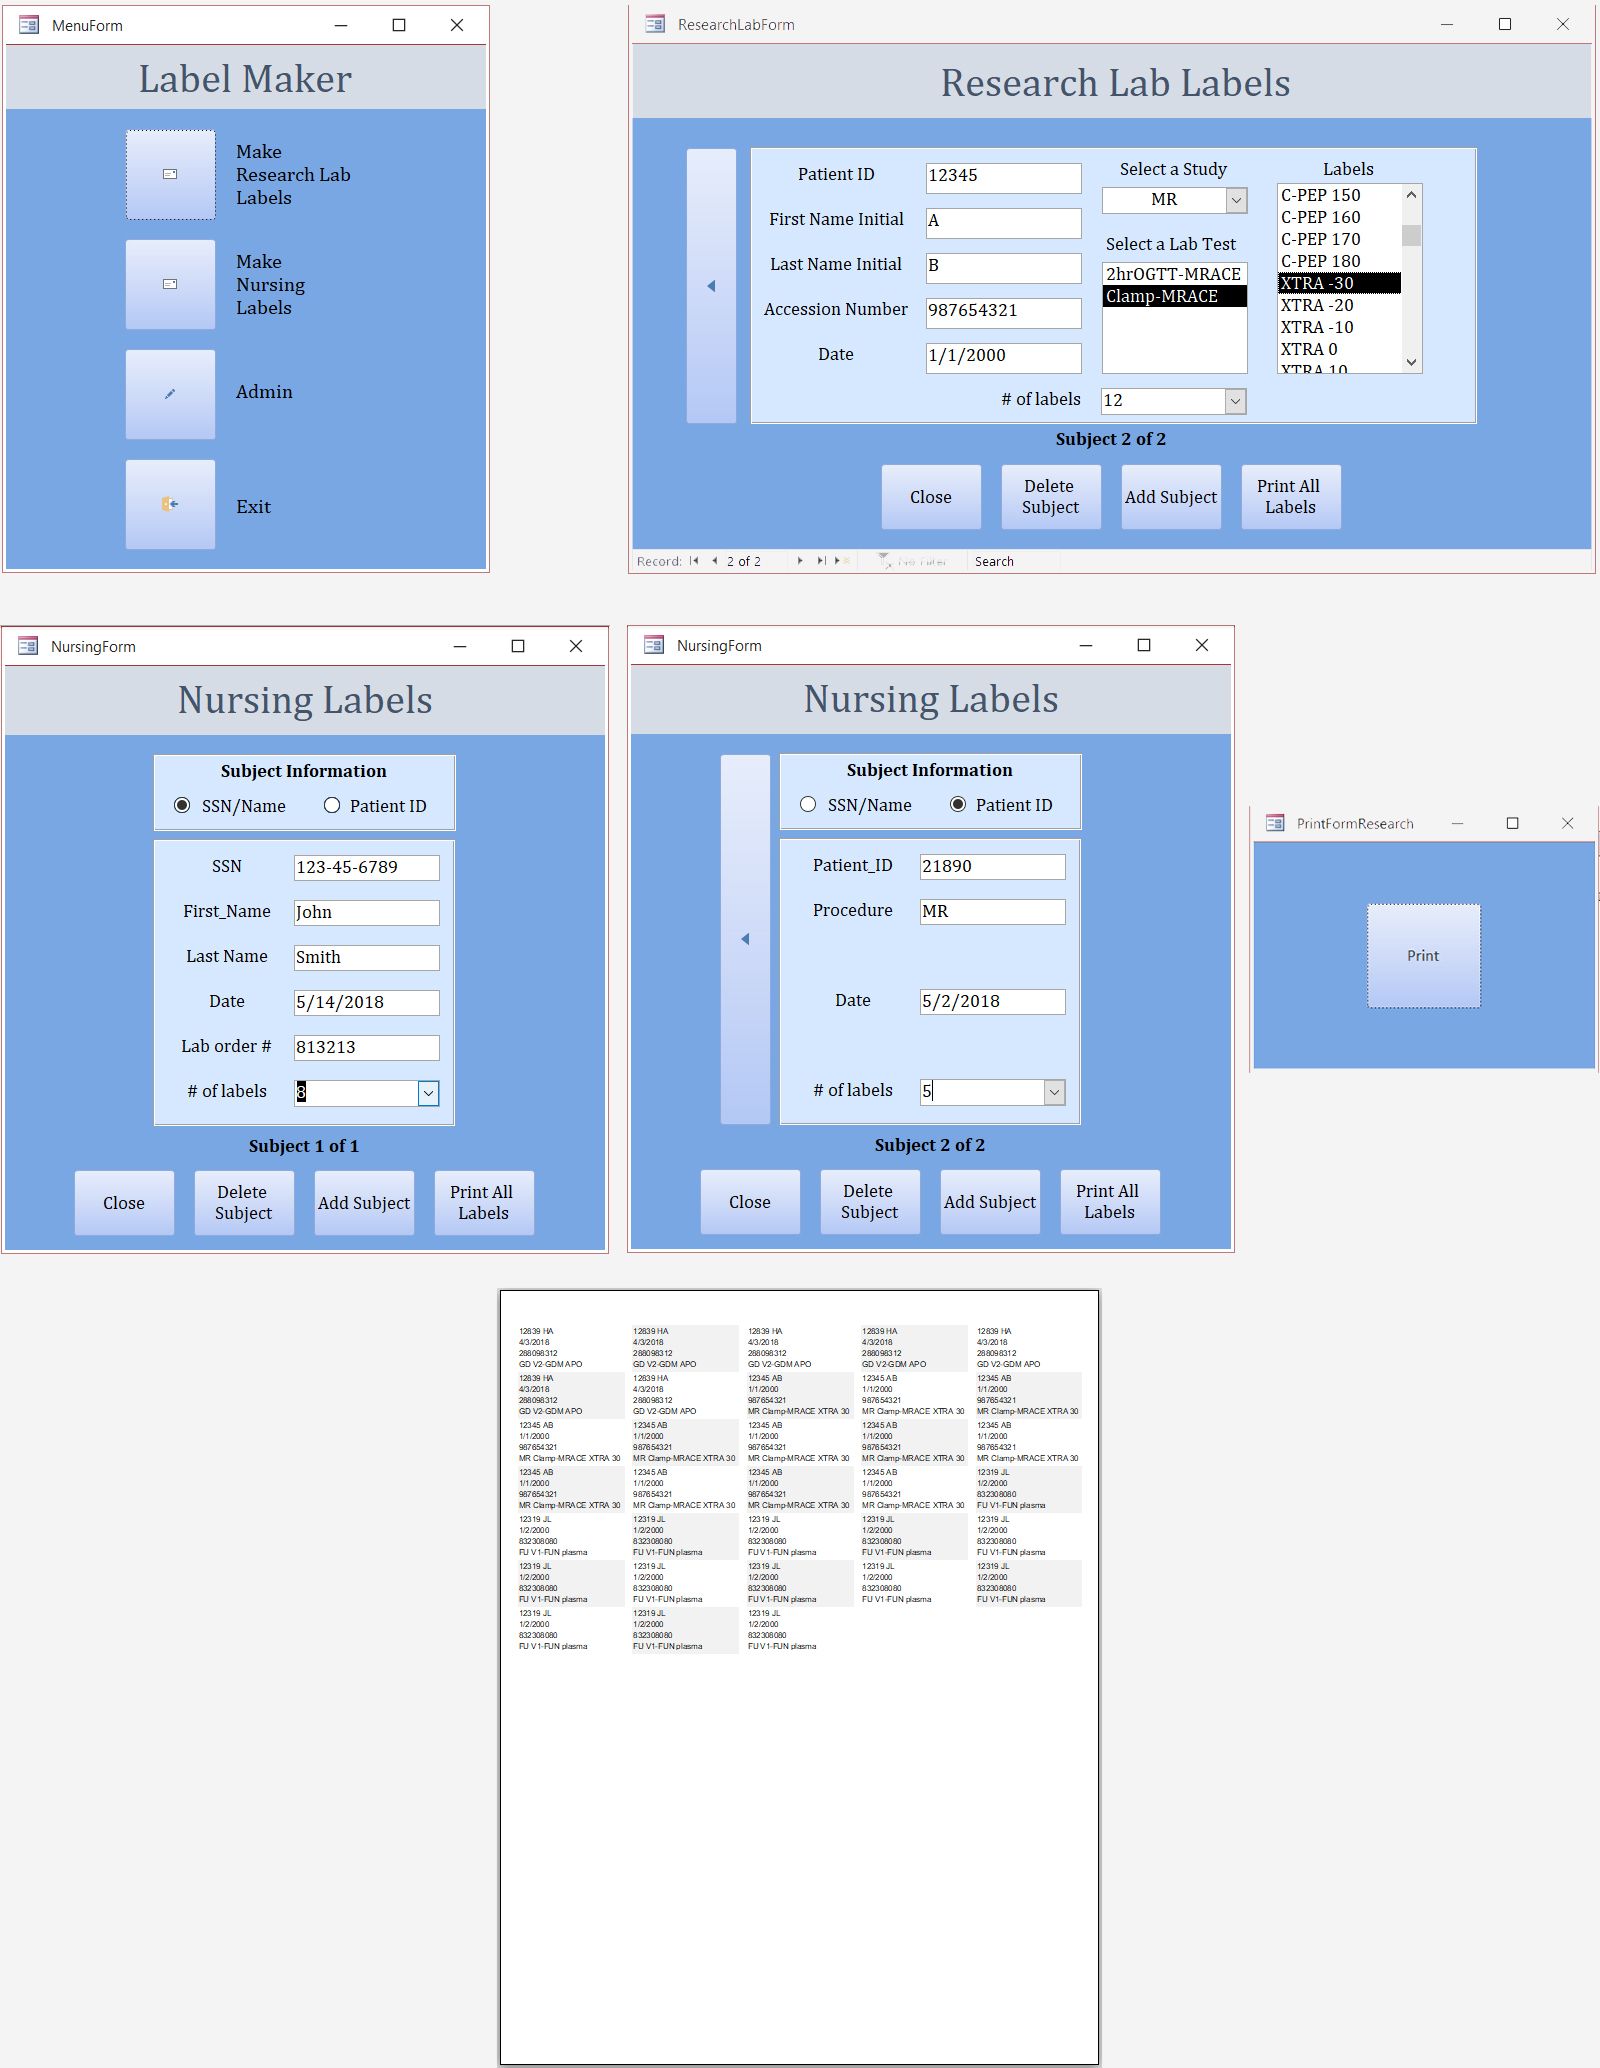 MenuForm
Label Maker
Make
Research Lab
Labels
Make
Nursing
Labels
Admin
Exit
ResearchLabForm
Research Lab Labels
Patient ID 12345
First Name Initial A
Last Name Initial B
Accession Number 987654321
Date 1/1/2000
Select a Study
MR
Select a Lab Test
2hrOGTT-MRACE
Clamp-MRACE
Labels
C-PEP 150
C-PEP 160
C-PEP 170
C-PEP 180
XTRA -30
XTRA -20
XTRA -10
XTRA 0
XTRA 10
# of labels 12
Subject 2 of 2
Close
Delete
Subject
Add Subject
Print All
Labels
Record: 2 of 2 No Filter Search
NursingForm
Nursing Labels
Subject Information
SSN/Name Patient ID
SSN 123-45-6789
First_Name John
Last Name Smith
Date 5/14/2018
Lab order # 813213
# of labels 8
Subject 1 of 1
Close
Delete
Subject
Add Subject
Print All
Labels
NursingForm
Nursing Labels
Subject Information
SSN/Name Patient ID
Patient_ID 21890
Procedure MR
Date 5/2/2018
# of labels 5
Subject 2 of 2
Close
Delete
Subject
Add Subject
Print All
Labels
PrintFormResearch
Print
12839 HA 12839 HA 12839 HA 12839 HA 12839 HA
4/3/2018 4/3/2018 4/3/2018 4/3/2018 4/3/2018
288098312 288098312 288098312 288098312 288098312
GD V2-GDM APO GD V2-GDM APO GD V2-GDM APO GD V2-GDM APO GD V2-GDM APO
12839 HA 12839 HA 12345 AB 12345 AB 12345 AB
4/3/2018 4/3/2018 1/1/2000 1/1/2000 1/1/2000
288098312 288098312 987654321 987654321 987654321
GD V2-GDM APO GD V2-GDM APO MR Clamp-MRACE XTRA 30 MR Clamp-MRACE XTRA 30 MR Clamp-MRACE XTRA 30
12345 AB 12345 AB 12345 AB 12345 AB 12345 AB
1/1/2000 1/1/2000 1/1/2000 1/1/2000 1/1/2000
987654321 987654321 987654321 987654321 987654321
MR Clamp-MRACE XTRA 30 MR Clamp-MRACE XTRA 30 MR Clamp-MRACE XTRA 30 MR Clamp-MRACE XTRA 30 MR Clamp-MRACE XTRA 30
12345 AB 12345 AB 12345 AB 12345 AB 12319 JL
1/1/2000 1/1/2000 1/1/2000 1/1/2000 1/2/2000
987654321 987654321 987654321 987654321 832308080
MR Clamp-MRACE XTRA 30 MR Clamp-MRACE XTRA 30 MR Clamp-MRACE XTRA 30 MR Clamp-MRACE XTRA 30 FU V1-FUN plasma
12319 JL 12319 JL 12319 JL 12319 JL 12319 JL
1/2/2000 1/2/2000 1/2/2000 1/2/2000 1/2/2000
832308080 832308080 832308080 832308080 832308080
FU V1-FUN plasma FU V1-FUN plasma FU V1-FUN plasma FU V1-FUN plasma FU V1-FUN plasma
12319 JL 12319 JL 12319 JL 12319 JL 12319 JL
1/2/2000 1/2/2000 1/2/2000 1/2/2000 1/2/2000
832308080 832308080 832308080 832308080 832308080
FU V1-FUN plasma FU V1-FUN plasma FU V1-FUN plasma FU V1-FUN plasma FU V1-FUN plasma
12319 JL 12319 JL 12319 JL
1/2/2000 1/2/2000 1/2/2000
832308080 832308080 832308080
FU V1-FUN plasma FU V1-FUN plasma FU V1-FUN plasma